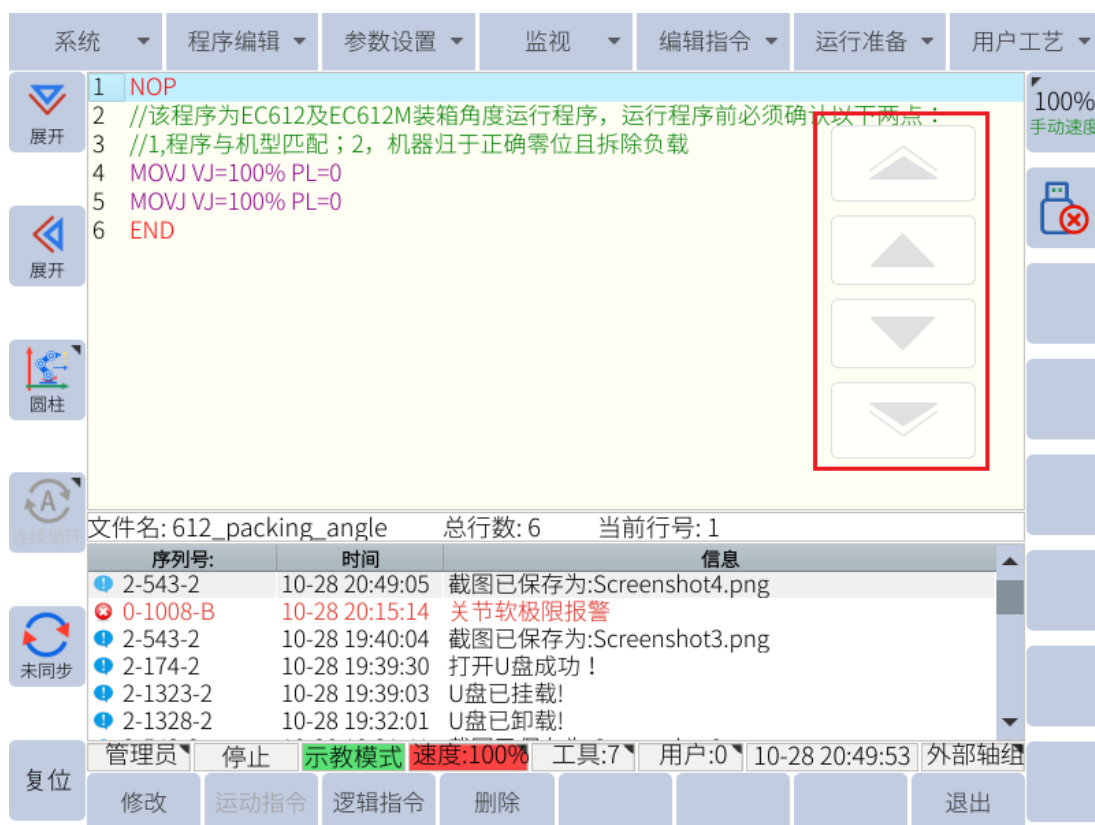 系统 程序编辑 参数设置 监视 编辑指令 运行准备 用户工艺
展开
展开
圆柱
连续循环
未同步
复位
1 NOP
2 //该程序为EC612及EC612M装箱角度运行程序，运行程序前必须确认以下两点：
3 //1,程序与机型匹配；2，机器归于正确零位且拆除负载
4 MOVJ VJ=100% PL=0
5 MOVJ VJ=100% PL=0
6 END
100%
手动速度
文件名: 612_packing_angle 总行数: 6 当前行号: 1
序列号: 时间 信息
2-543-2 10-28 20:49:05 截图已保存为:Screenshot4.png
0-1008-B 10-28 20:15:14 关节软极限报警
2-543-2 10-28 19:40:04 截图已保存为:Screenshot3.png
2-174-2 10-28 19:39:30 打开U盘成功！
2-1323-2 10-28 19:39:03 U盘已挂载!
2-1328-2 10-28 19:32:01 U盘已卸载!
管理员 停止 示教模式 速度:100% 工具:7 用户:0 10-28 20:49:53 外部轴组
修改 运动指令 逻辑指令 删除 退出